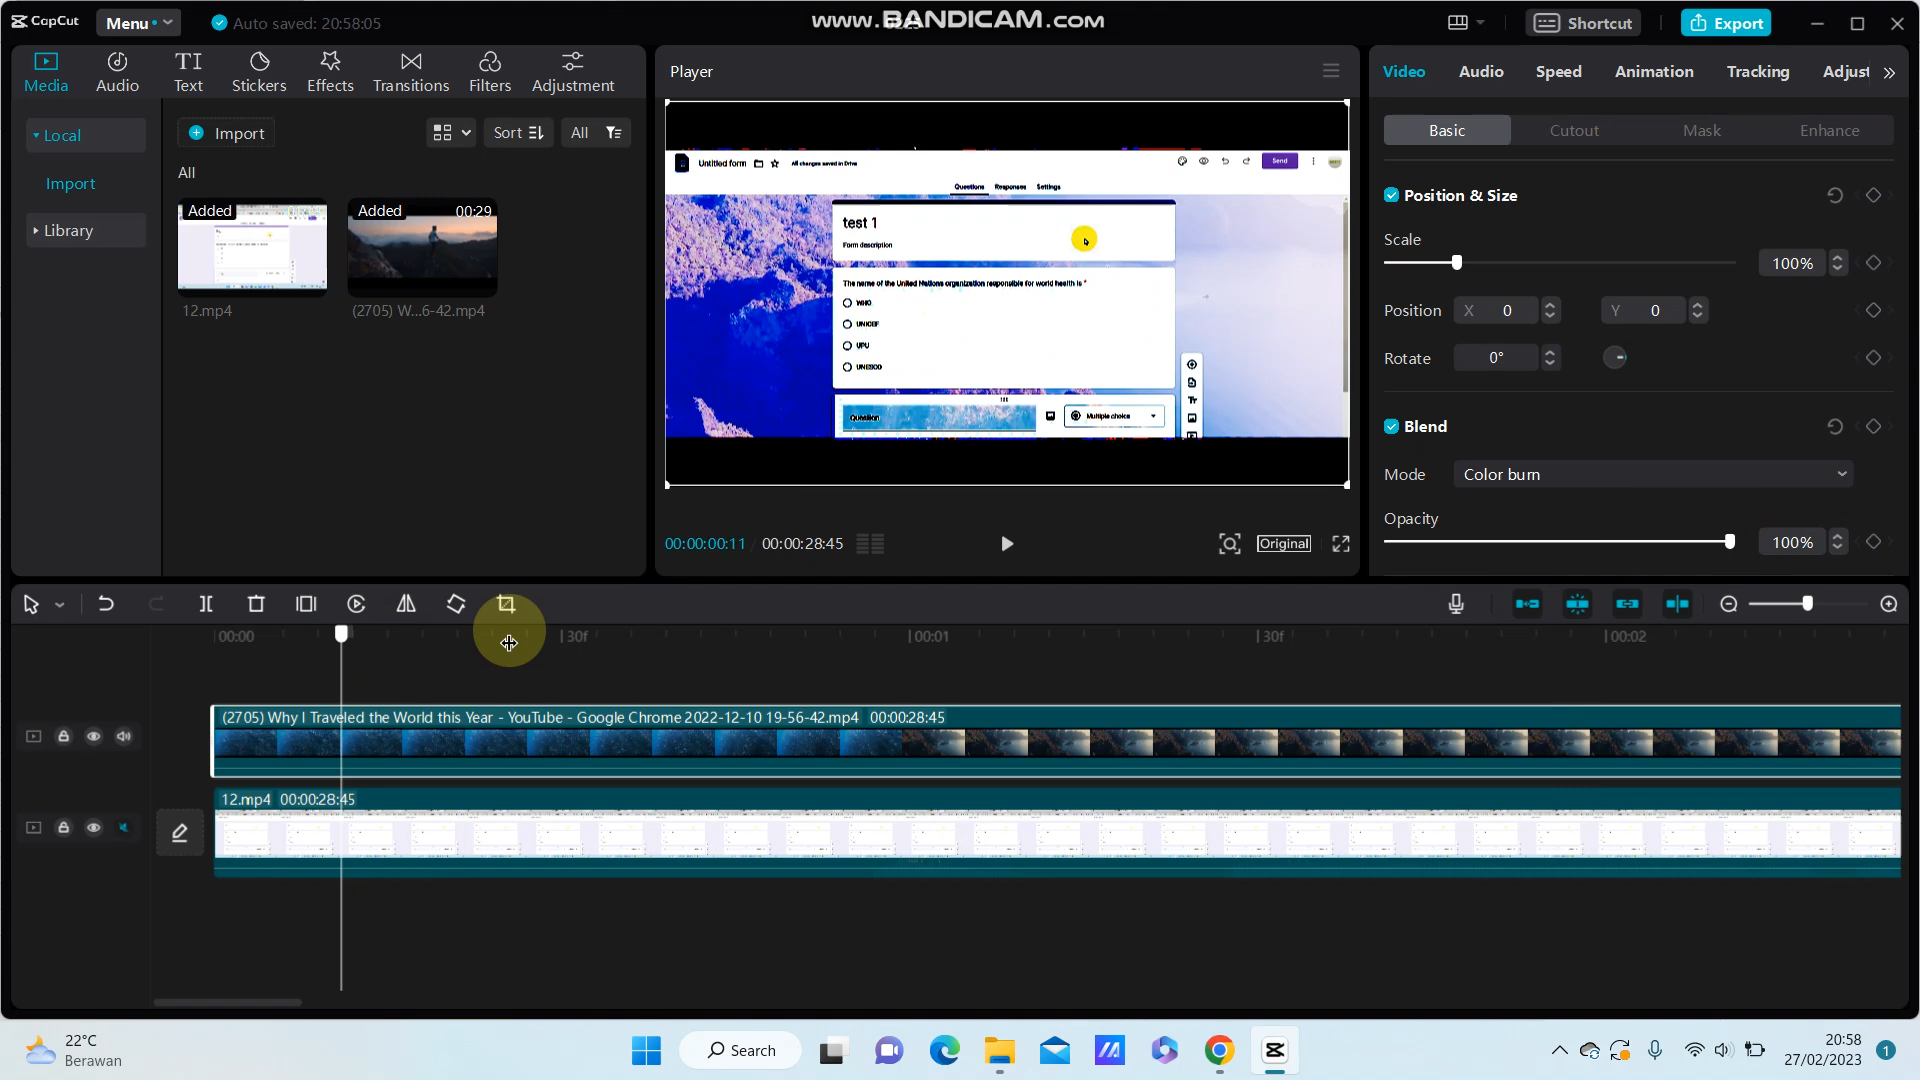 CapCut
Menu
Auto saved: 20:58:05
www.BANDICAM.COM
Shortcut
Export
Media
Audio
Text
Stickers
Effects
Transitions
Filters
Adjustment
Local
Import
Library
Import
Sort
All
All
Added
12.mp4
Added 00:29
(2705) W...6-42.mp4
Player
Untitled form
All changes saved in Drive
Send
Questions Responses Settings
test 1
Form description
The name of the United Nations organization responsible for world health is *
WHO
UNICEF
UPU
UNESCO
Question
Multiple choice
00:00:00:11 00:00:28:45
Original
Video Audio Speed Animation Tracking Adjust
Basic Cutout Mask Enhance
Position & Size
Scale
100%
Position X 0 Y 0
Rotate 0°
Blend
Mode Color burn
Opacity
100%
00:00 30f 00:01 30f 00:02
(2705) Why I Traveled the World this Year - YouTube - Google Chrome 2022-12-10 19-56-42.mp4 00:00:28:45
12.mp4 00:00:28:45
22°C
Berawan
Search
20:58
27/02/2023
1